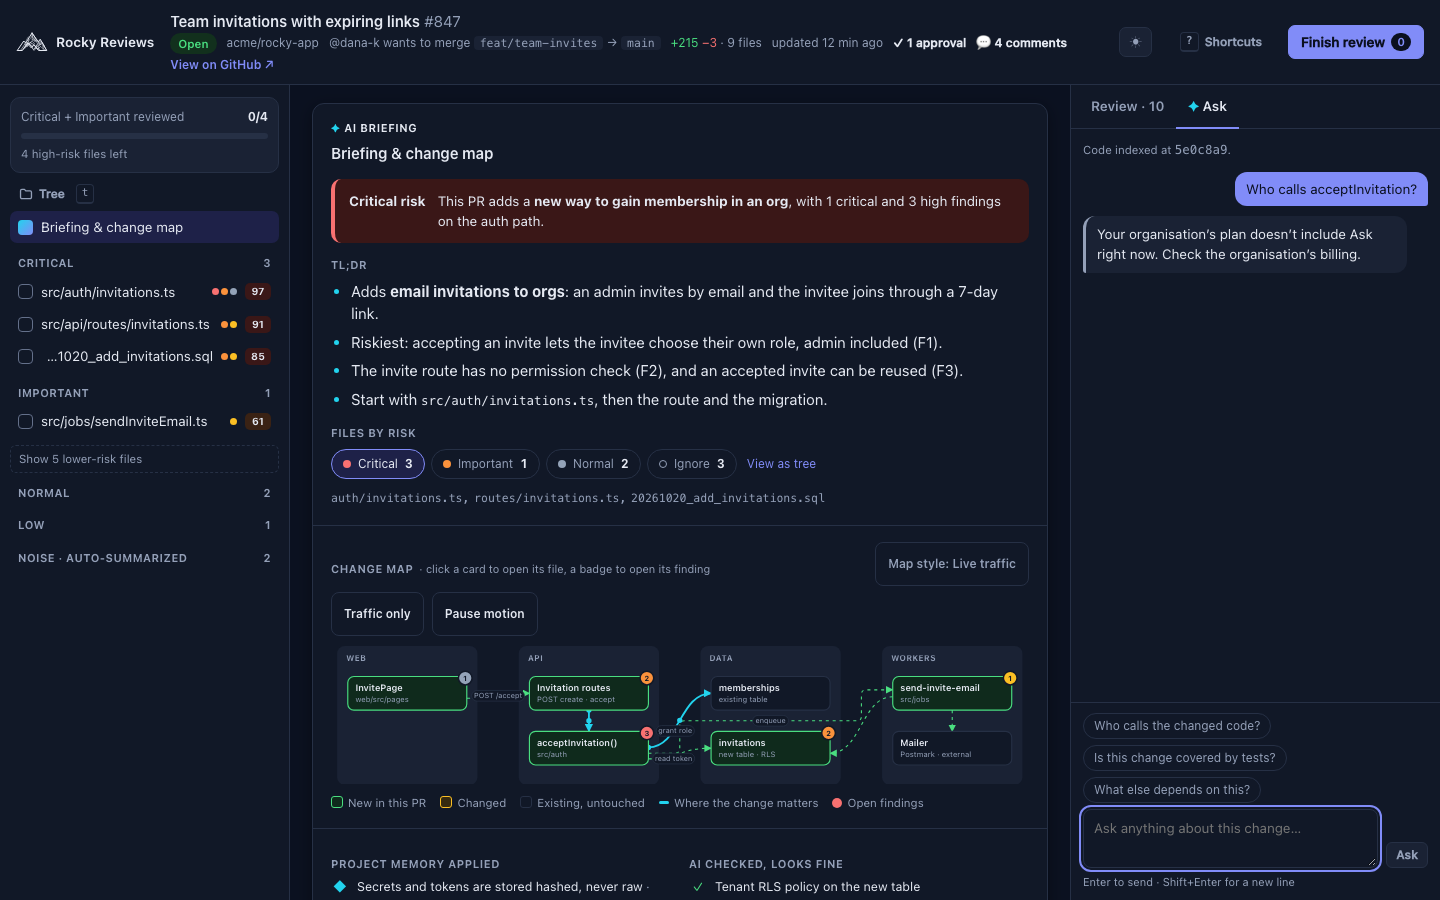 Rocky Reviews
Team invitations with expiring links #847
Open acme/rocky-app @dana-k wants to merge feat/team-invites → main +215 −3 · 9 files updated 12 min ago ✓ 1 approval 💬 4 comments
View on GitHub ↗
? Shortcuts
Finish review 0
Critical + Important reviewed 0/4
4 high-risk files left
Tree t
Briefing & change map
CRITICAL 3
src/auth/invitations.ts 97
src/api/routes/invitations.ts 91
...1020_add_invitations.sql 85
IMPORTANT 1
src/jobs/sendInviteEmail.ts 61
Show 5 lower-risk files
NORMAL 2
LOW 1
NOISE · AUTO-SUMMARIZED 2
✦ AI BRIEFING
Briefing & change map
Critical risk This PR adds a new way to gain membership in an org, with 1 critical and 3 high findings
on the auth path.
TL;DR
• Adds email invitations to orgs: an admin invites by email and the invitee joins through a 7-day
link.
• Riskiest: accepting an invite lets the invitee choose their own role, admin included (F1).
• The invite route has no permission check (F2), and an accepted invite can be reused (F3).
• Start with src/auth/invitations.ts, then the route and the migration.
FILES BY RISK
Critical 3 Important 1 Normal 2 Ignore 3 View as tree
auth/invitations.ts, routes/invitations.ts, 20261020_add_invitations.sql
CHANGE MAP · click a card to open its file, a badge to open its finding
Map style: Live traffic
Traffic only Pause motion
WEB API DATA WORKERS
InvitePage 1
web/src/pages
POST /accept
Invitation routes 2
POST create · accept
memberships
existing table
send-invite-email 1
src/jobs
enqueue
grant role
acceptInvitation() 3
src/auth
read token
invitations 2
new table · RLS
Mailer
Postmark · external
New in this PR Changed Existing, untouched Where the change matters Open findings
PROJECT MEMORY APPLIED
Secrets and tokens are stored hashed, never raw ·
AI CHECKED, LOOKS FINE
✓ Tenant RLS policy on the new table
Review · 10 ✦ Ask
Code indexed at 5e0c8a9.
Who calls acceptInvitation?
Your organisation's plan doesn't include Ask
right now. Check the organisation's billing.
Who calls the changed code?
Is this change covered by tests?
What else depends on this?
Ask anything about this change...
Ask
Enter to send · Shift+Enter for a new line